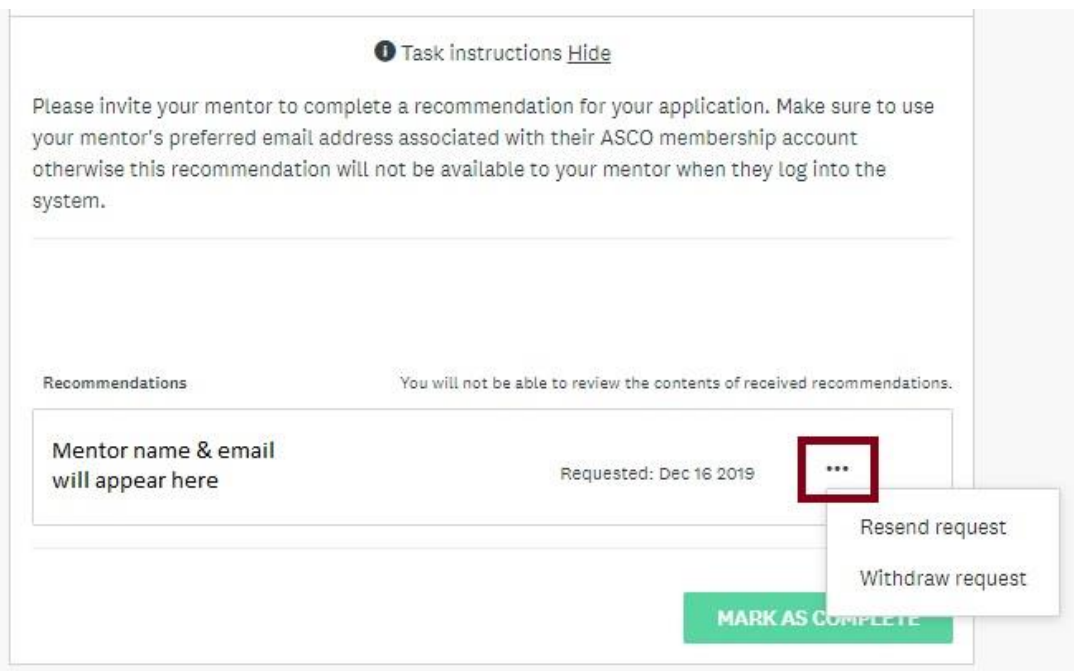 Task instructions Hide
Please invite your mentor to complete a recommendation for your application. Make sure to use
your mentor's preferred email address associated with their ASCO membership account
otherwise this recommendation will not be available to your mentor when they log into the
system.
Recommendations You will not be able to review the contents of received recommendations.
Mentor name & email
will appear here
Requested: Dec 16 2019 •••
Resend request
Withdraw request
MARK AS COMPLETE